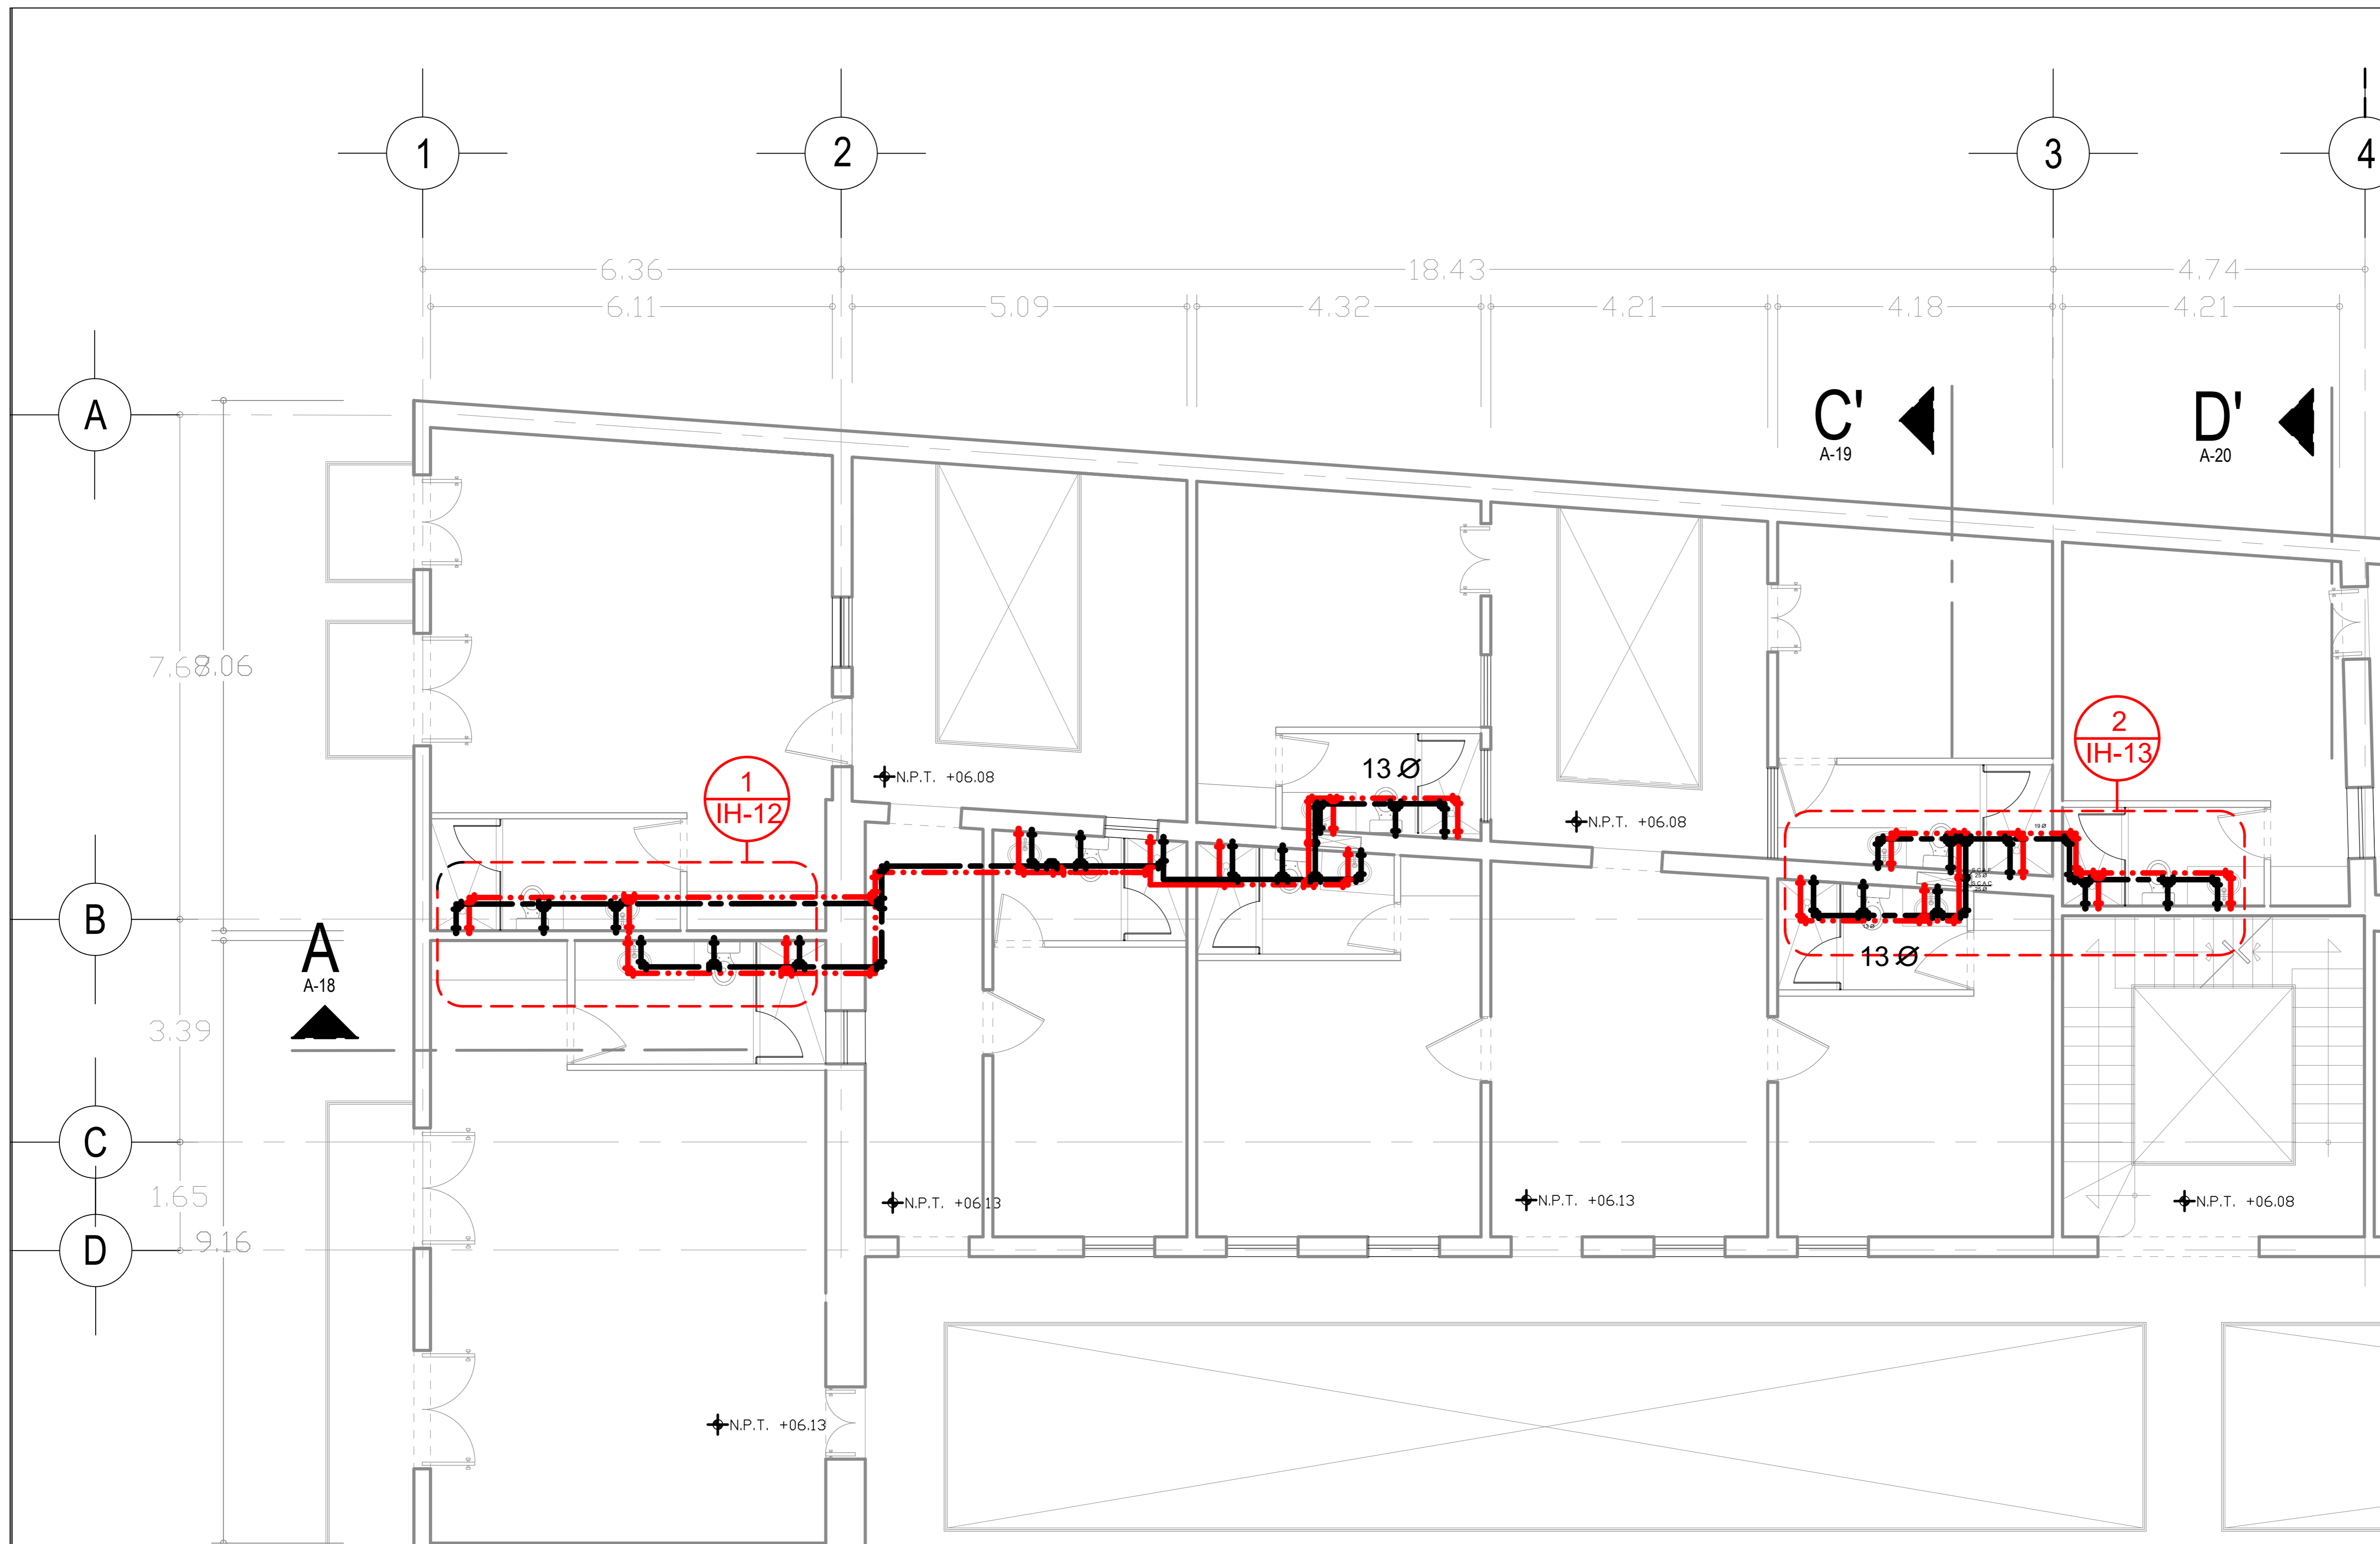 1
2
3
4
6.36
18.43
4.74
6.11
5.09
4.32
4.21
4.18
4.21
A
C'
A-19
D'
A-20
7.68
8.06
2
IH-13
1
IH-12
N.P.T. +06.08
13 Ø
N.P.T. +06.08
19 Ø
B
A
A-18
13 Ø
3.39
C
1.65
N.P.T. +06.13
N.P.T. +06.13
N.P.T. +06.08
D
9.16
N.P.T. +06.13